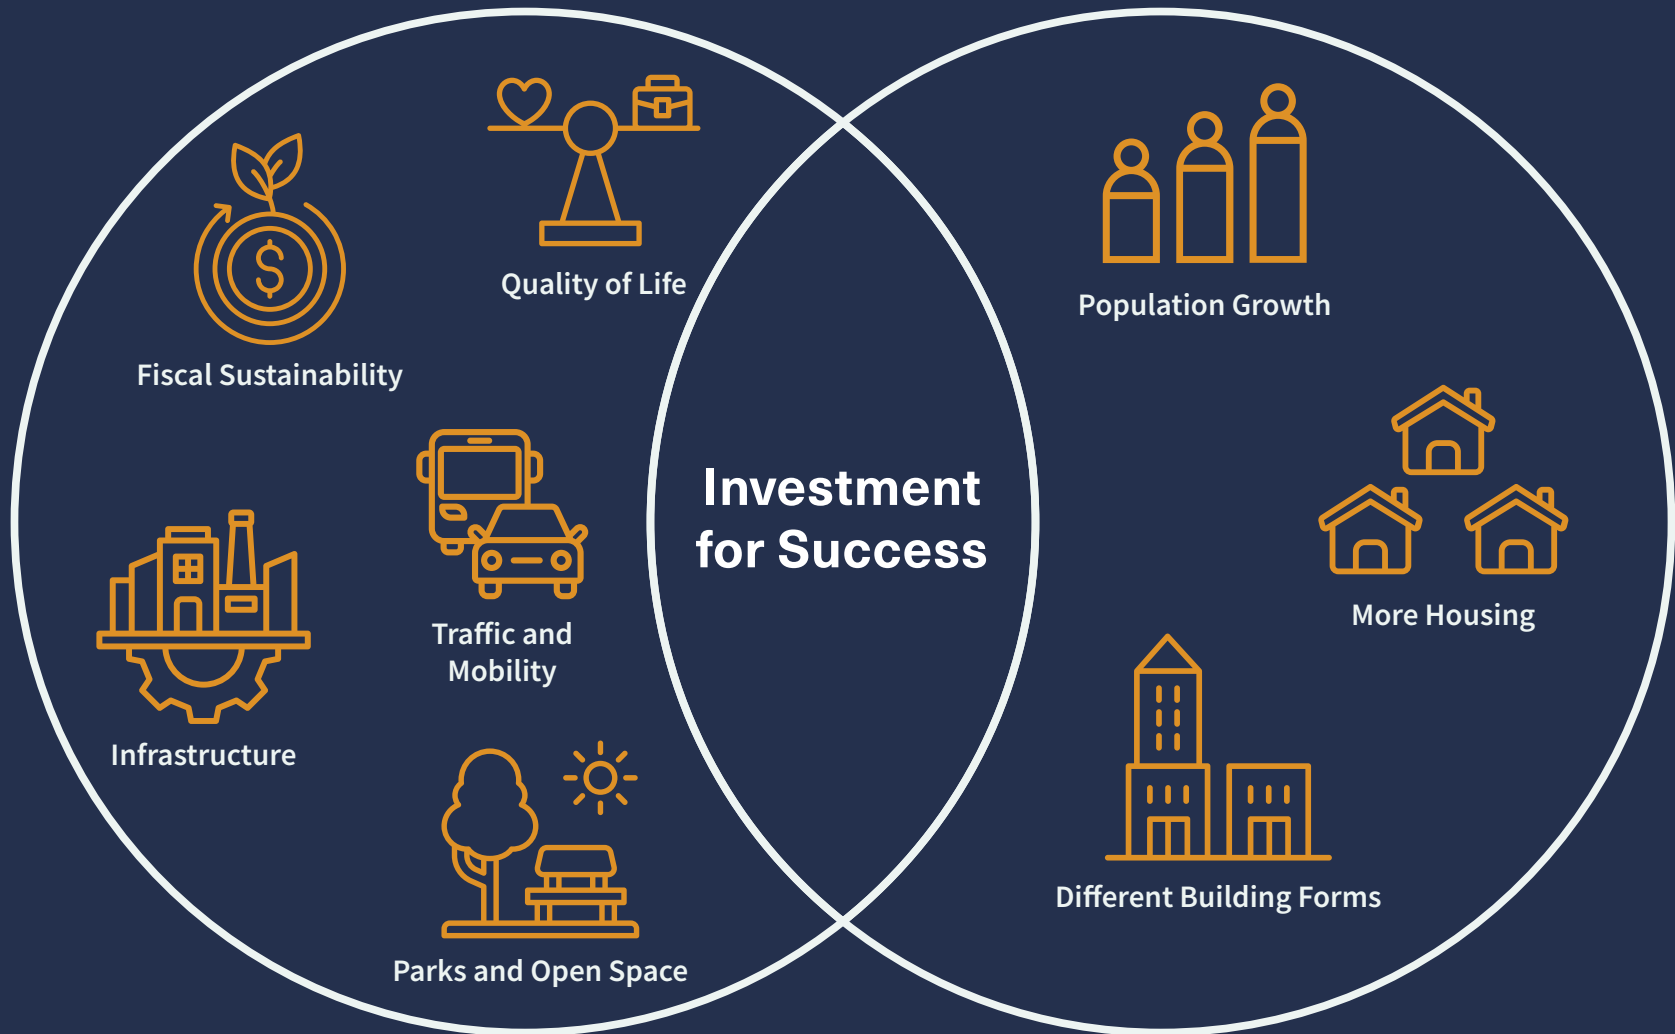 Quality of Life
Fiscal Sustainability
Traffic and
Mobility
Infrastructure
Parks and Open Space
Investment
for Success
Population Growth
More Housing
Different Building Forms
$